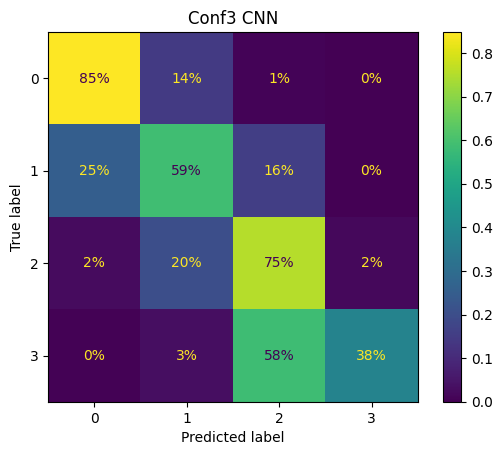 Conf3 CNN
0 85% 14% 1% 0%
1 25% 59% 16% 0%
2 2% 20% 75% 2%
3 0% 3% 58% 38%
0 1 2 3
Predicted label
True label
0.8
0.7
0.6
0.5
0.4
0.3
0.2
0.1
0.0